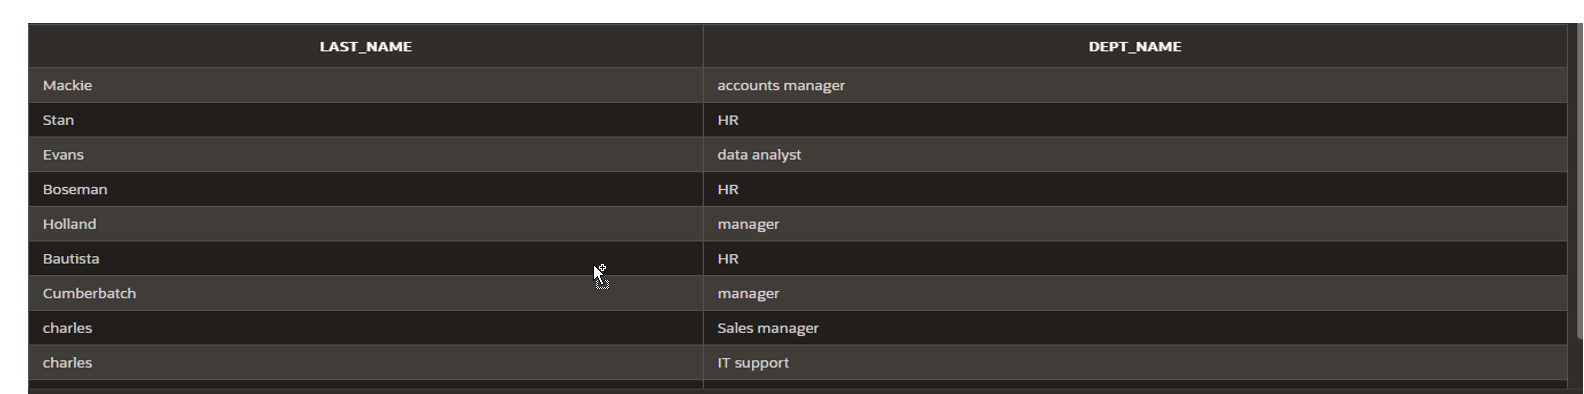 LAST_NAME DEPT_NAME
Mackie accounts manager
Stan HR
Evans data analyst
Boseman HR
Holland manager
Bautista HR
Cumberbatch manager
charles Sales manager
charles IT support